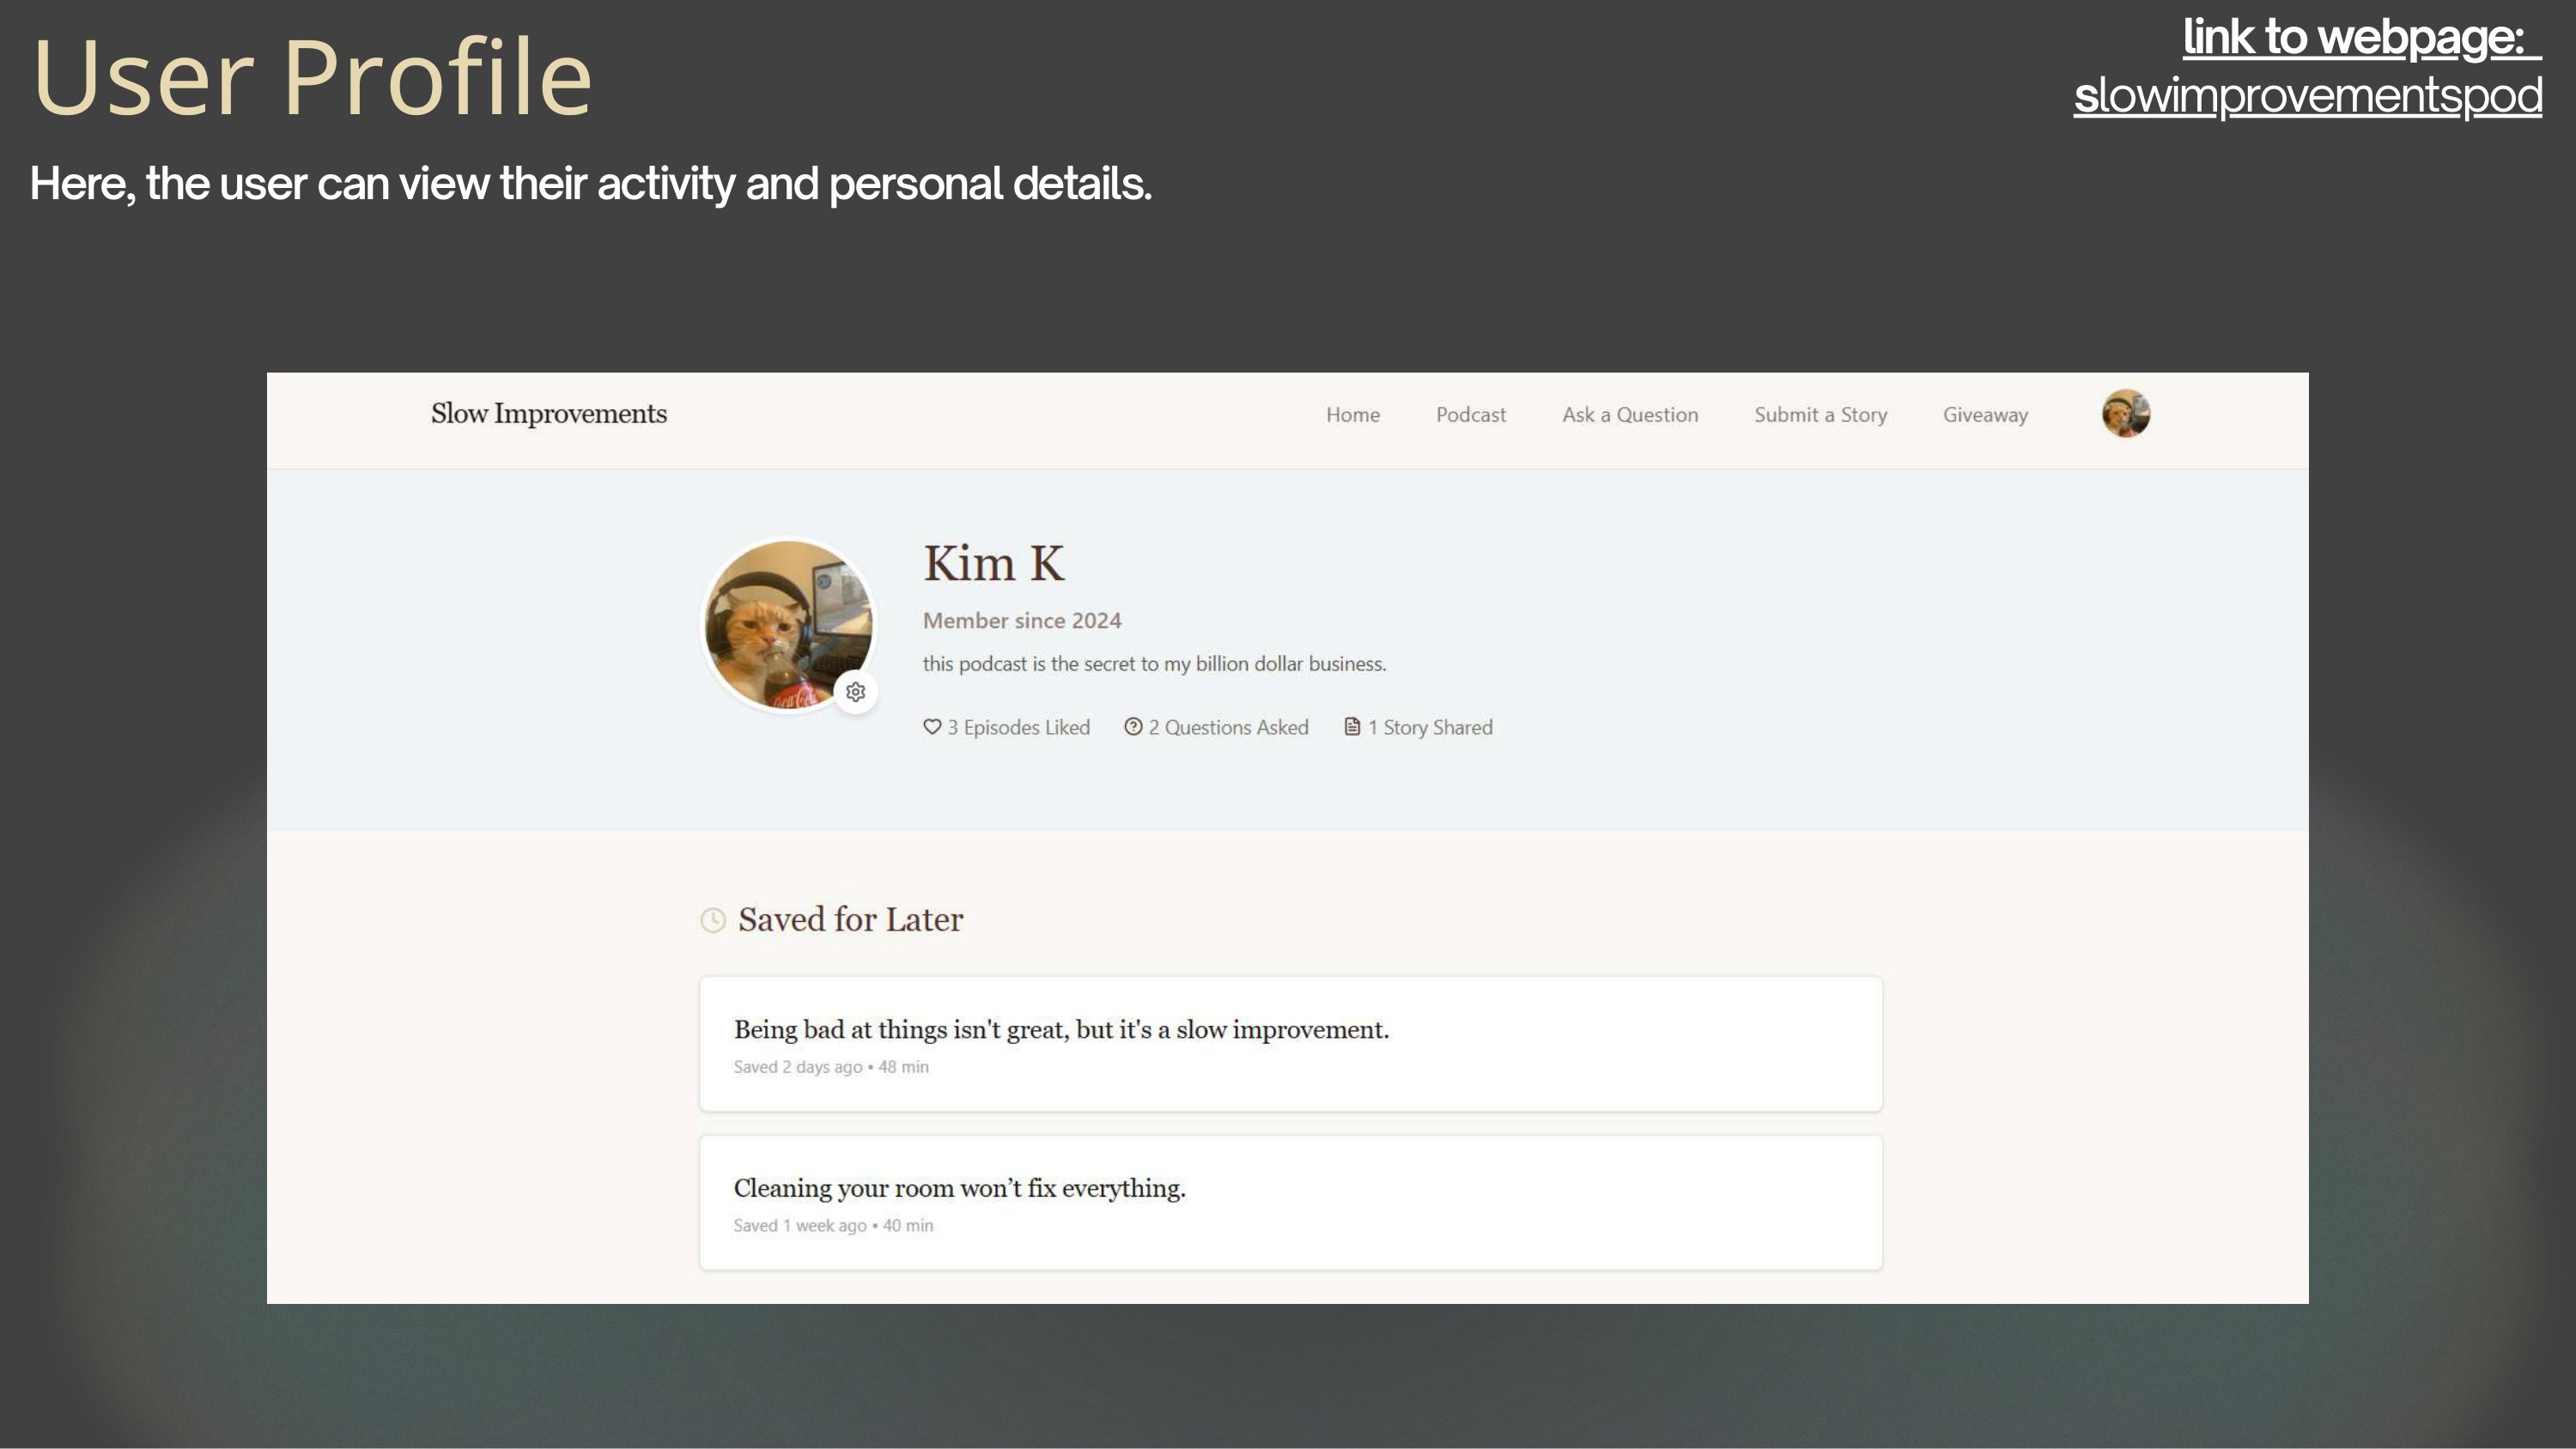 User Profile
link to webpage:
slowimprovementspod
Here, the user can view their activity and personal details.
Slow Improvements
Home
Podcast
Ask a Question
Submit a Story
Giveaway
Kim K
Member since 2024
this podcast is the secret to my billion dollar business.
3 Episodes Liked
2 Questions Asked
1 Story Shared
Saved for Later
Being bad at things isn't great, but it's a slow improvement.
Saved 2 days ago • 48 min
Cleaning your room won’t fix everything.
Saved 1 week ago • 40 min